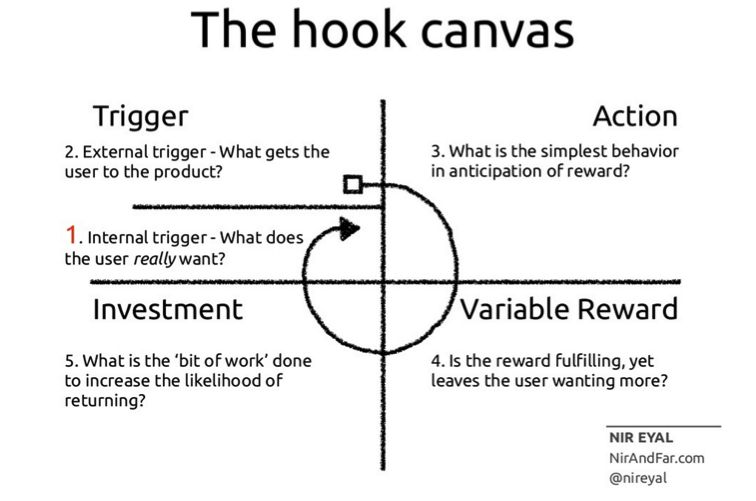 The hook canvas
Trigger
2. External trigger - What gets the
user to the product?
1. Internal trigger - What does
the user really want?
Action
3. What is the simplest behavior
in anticipation of reward?
Investment
5. What is the ‘bit of work’ done
to increase the likelihood of
returning?
Variable Reward
4. Is the reward fulfilling, yet
leaves the user wanting more?
NIR EYAL
NirAndFar.com
@nireyal